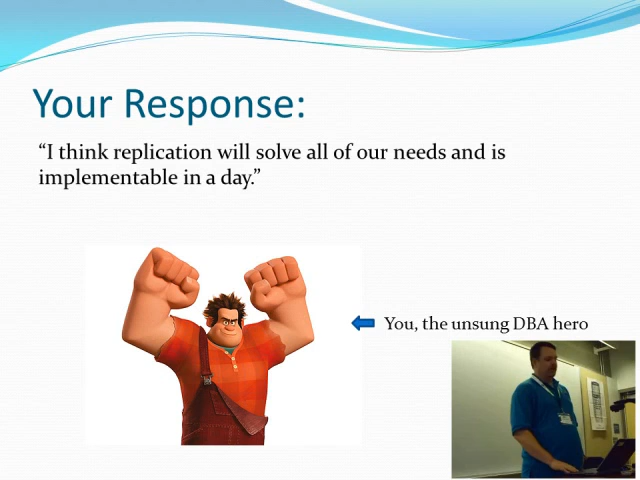 Your Response:
“I think replication will solve all of our needs and is
implementable in a day.”
You, the unsung DBA hero